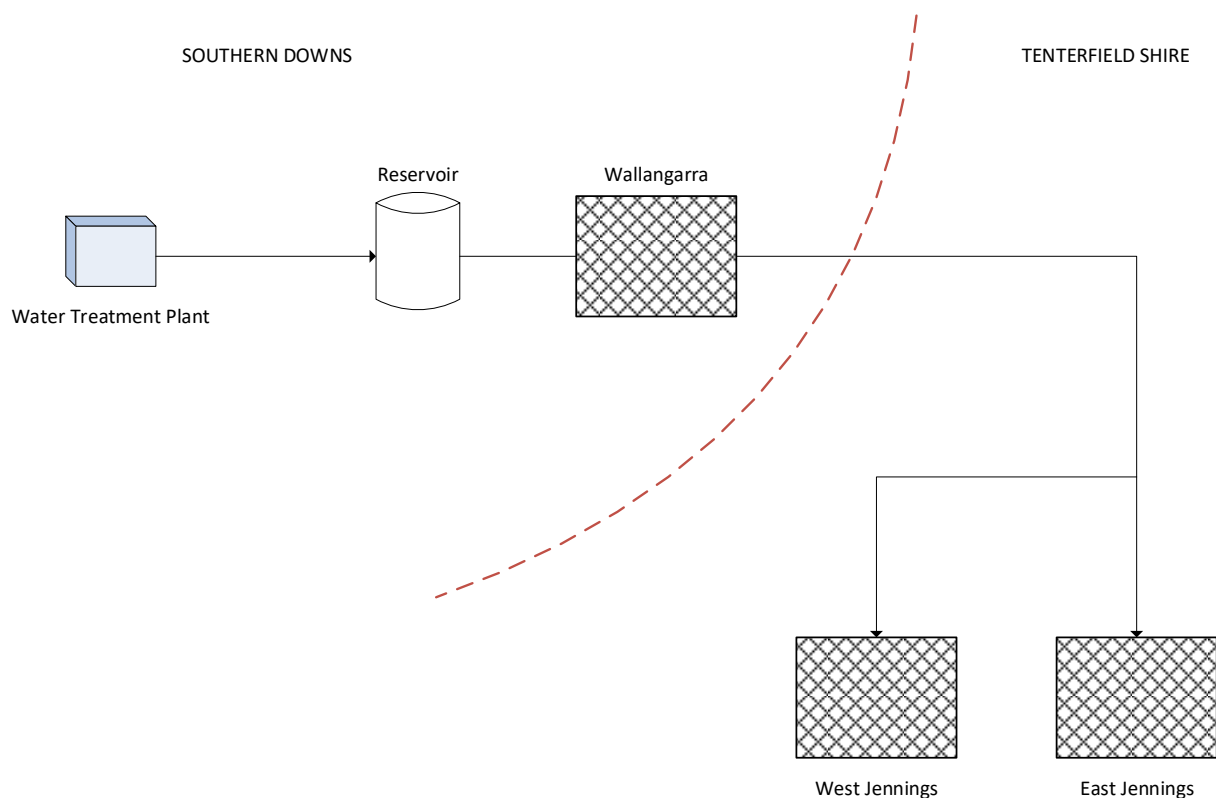 SOUTHERN DOWNS
TENTERFIELD SHIRE
Reservoir
Wallangarra
Water Treatment Plant
West Jennings
East Jennings